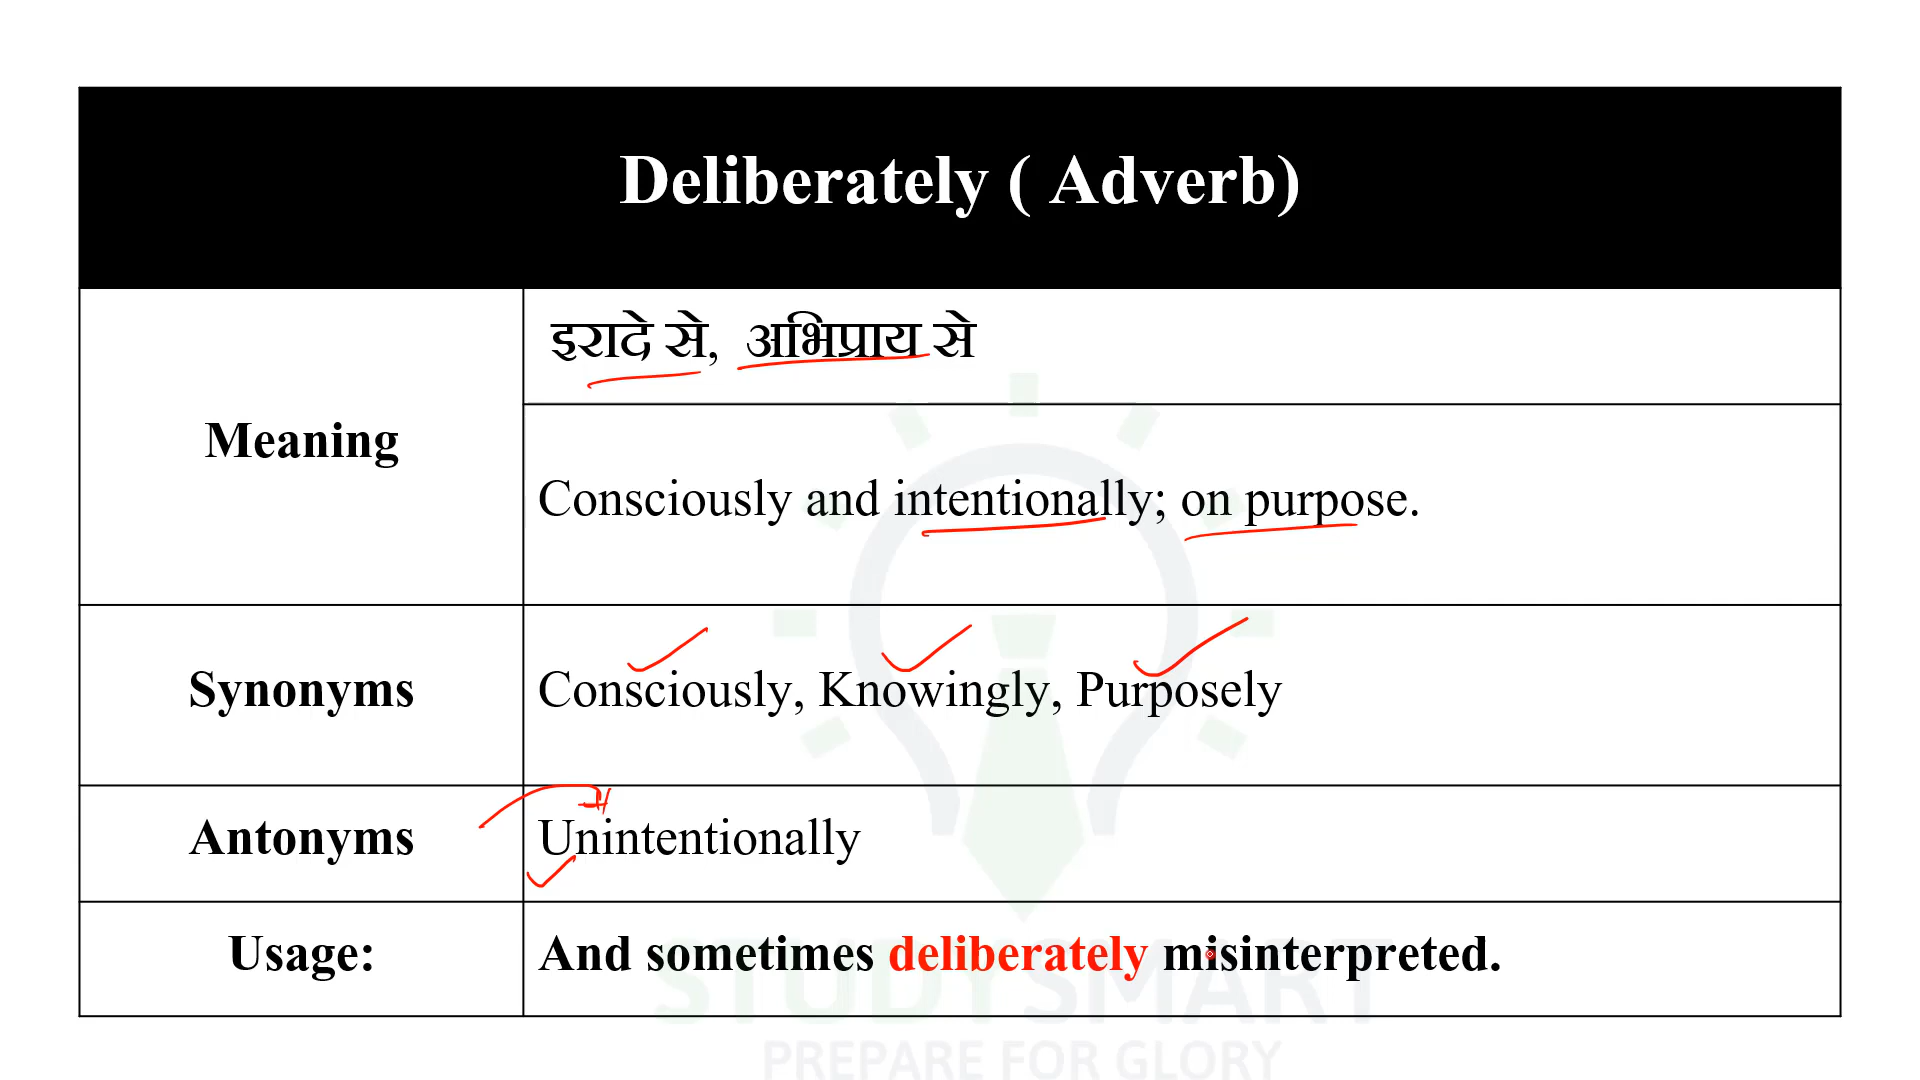 Deliberately ( Adverb)
Meaning
इरादे से, अभिप्राय से
Consciously and intentionally; on purpose.
Synonyms
Consciously, Knowingly, Purposely
Antonyms
Unintentionally
Usage:
And sometimes deliberately misinterpreted.
STUDYSMART
PREPARE FOR GLORY